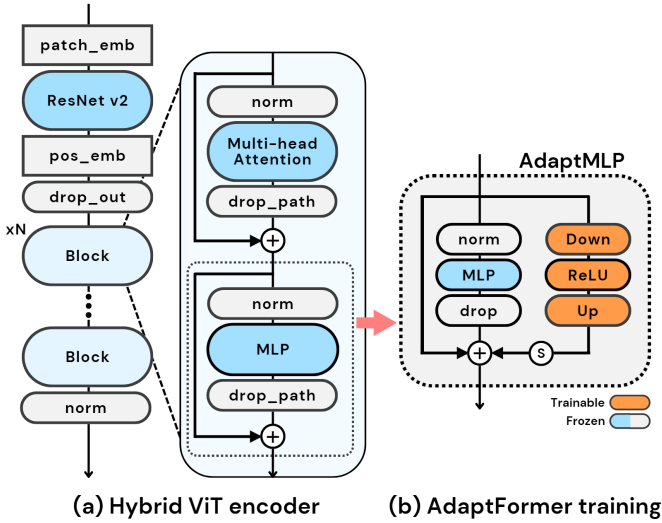 patch_emb
ResNet v2
pos_emb
drop_out
xN
Block
Block
norm
norm
Multi-head
Attention
drop_path
+
norm
MLP
drop_path
+
AdaptMLP
norm
Down
MLP
ReLU
drop
Up
+
S
Trainable
Frozen
(a) Hybrid ViT encoder
(b) AdaptFormer training